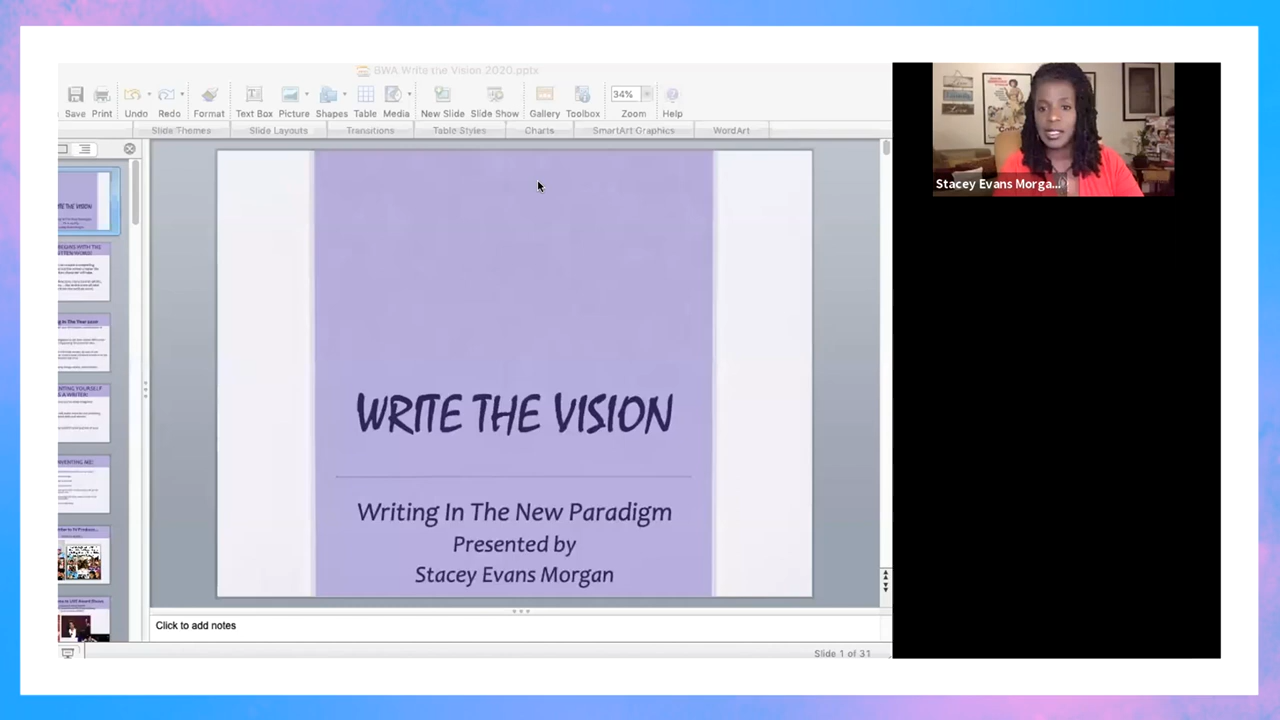 BWA Write the Vision 2020.pptx
Save Print Undo Redo Format Text Box Picture Shapes Table Media New Slide Slide Show Gallery Toolbox 34% Zoom Help
Slide Themes Slide Layouts Transitions Table Styles Charts SmartArt Graphics WordArt
WRITE THE VISION
Writing In The New Paradigm
Presented by
Stacey Evans Morgan
Click to add notes
Slide 1 of 31
Stacey Evans Morga...